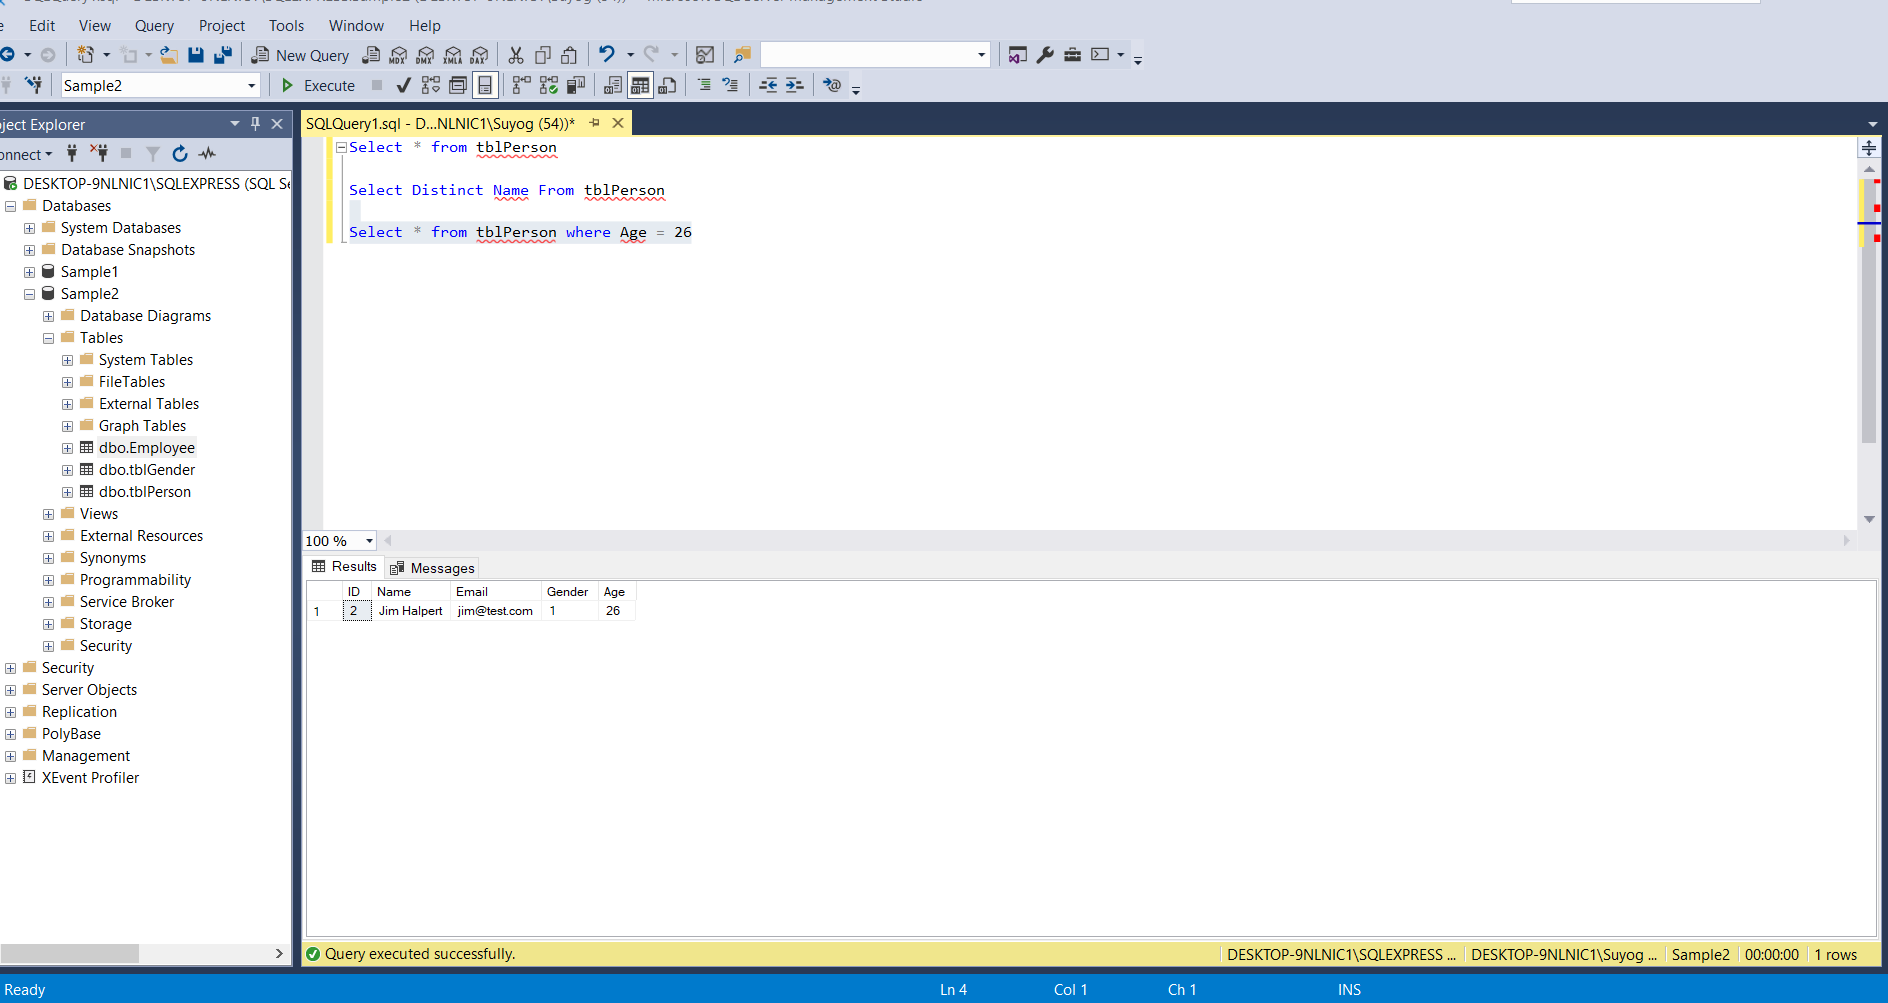 Edit View Query Project Tools Window Help
New Query MDX DMX XMLA DAX
Sample2 Execute
ject Explorer
SQLQuery1.sql - D...NLNIC1\Suyog (54))*
onnect
DESKTOP-9NLNIC1\SQLEXPRESS (SQL Se
Databases
System Databases
Database Snapshots
Sample1
Sample2
Database Diagrams
Tables
System Tables
FileTables
External Tables
Graph Tables
dbo.Employee
dbo.tblGender
dbo.tblPerson
Views
External Resources
Synonyms
Programmability
Service Broker
Storage
Security
Security
Server Objects
Replication
PolyBase
Management
XEvent Profiler
Select * from tblPerson
Select Distinct Name From tblPerson
Select * from tblPerson where Age = 26
100 %
Results Messages
ID Name Email Gender Age
1 2 Jim Halpert jim@test.com 1 26
Query executed successfully. DESKTOP-9NLNIC1\SQLEXPRESS ... DESKTOP-9NLNIC1\Suyog ... Sample2 00:00:00 1 rows
Ready Ln 4 Col 1 Ch 1 INS